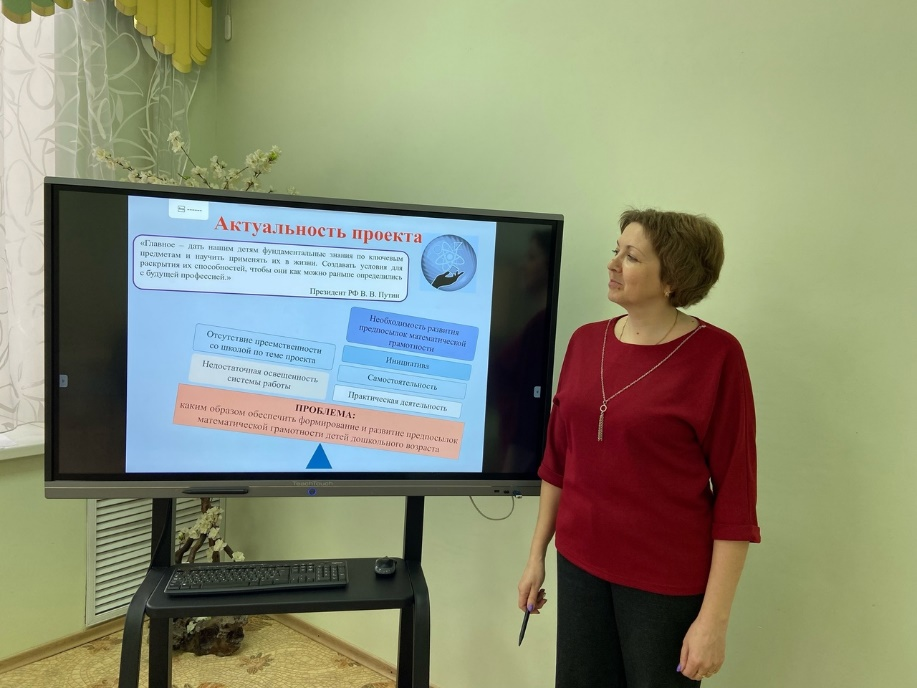 Актуальность проекта
«Главное – дать нашим детям фундаментальные знания по ключевым
предметам и научить применять их в жизни. Создавать условия для
раскрытия их способностей, чтобы они как можно раньше определились
с будущей профессией.»
Президент РФ В. В. Путин
Отсутствие преемственности
со школой по теме проекта
Недостаточная освещенность
системы работы
Необходимость развития
предпосылок математической
грамотности
Инициатива
Самостоятельность
Практическая деятельность
ПРОБЛЕМА:
каким образом обеспечить формирование и развитие предпосылок
математической грамотности детей дошкольного возраста
TeachTouch